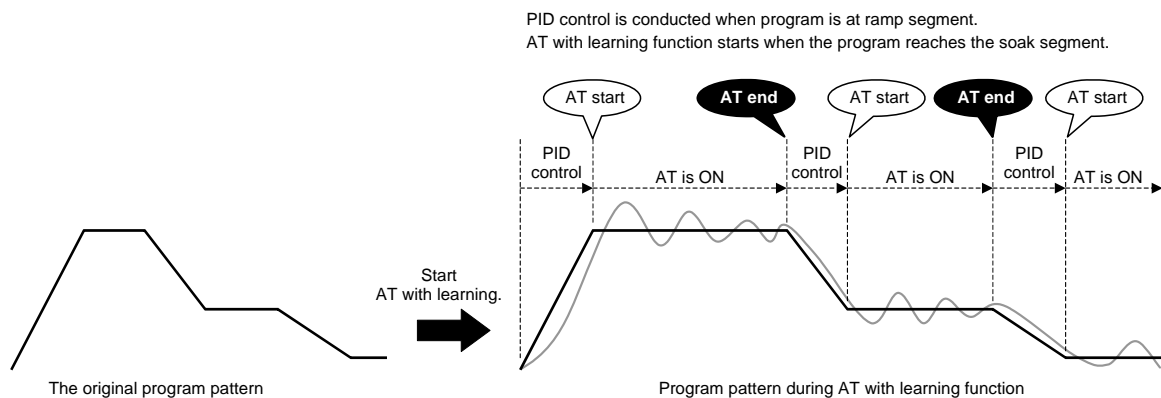 PID control is conducted when program is at ramp segment.
AT with learning function starts when the program reaches the soak segment.
AT start
AT end
AT start
AT end
AT start
PID
control
AT is ON
PID
control
AT is ON
PID
control
AT is ON
Start
AT with learning.
The original program pattern
Program pattern during AT with learning function